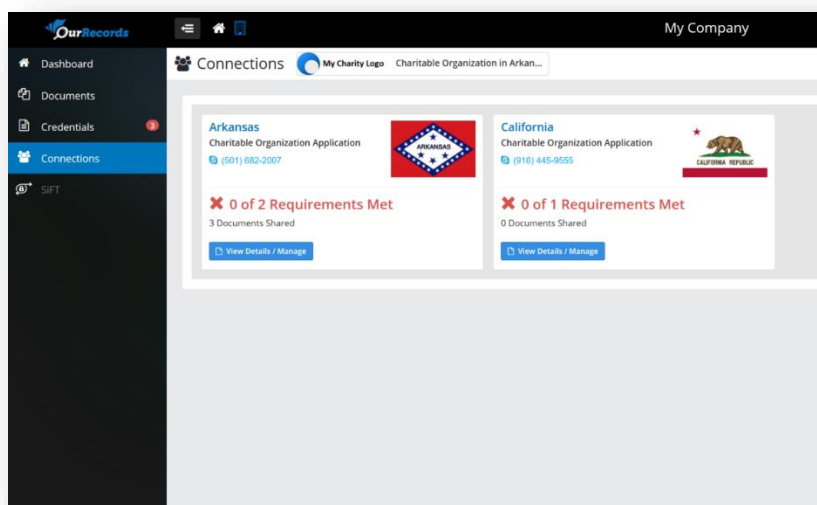 OurRecords
My Company
Dashboard
Documents
Credentials
3
Connections
SiFT
Connections
My Charity Logo
Charitable Organization in Arkan...
Arkansas
Charitable Organization Application
(501) 682-2007
ARKANSAS
0 of 2 Requirements Met
3 Documents Shared
View Details / Manage
California
Charitable Organization Application
(916) 445-9555
CALIFORNIA REPUBLIC
0 of 1 Requirements Met
0 Documents Shared
View Details / Manage